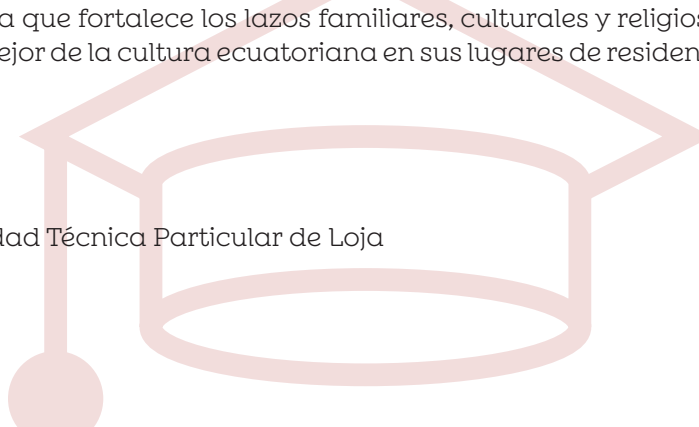 a que fortalece los lazos familiares, culturales y religios
ejor de la cultura ecuatoriana en sus lugares de residen
dad Técnica Particular de Loja